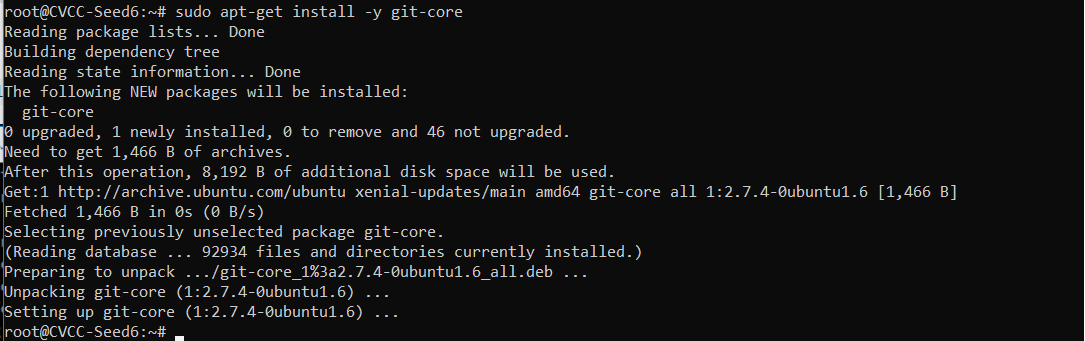 root@CVCC-Seed6:~# sudo apt-get install -y git-core
Reading package lists... Done
Building dependency tree
Reading state information... Done
The following NEW packages will be installed:
  git-core
0 upgraded, 1 newly installed, 0 to remove and 46 not upgraded.
Need to get 1,466 B of archives.
After this operation, 8,192 B of additional disk space will be used.
Get:1 http://archive.ubuntu.com/ubuntu xenial-updates/main amd64 git-core all 1:2.7.4-0ubuntu1.6 [1,466 B]
Fetched 1,466 B in 0s (0 B/s)
Selecting previously unselected package git-core.
(Reading database ... 92934 files and directories currently installed.)
Preparing to unpack .../git-core_1%3a2.7.4-0ubuntu1.6_all.deb ...
Unpacking git-core (1:2.7.4-0ubuntu1.6) ...
Setting up git-core (1:2.7.4-0ubuntu1.6) ...
root@CVCC-Seed6:~#